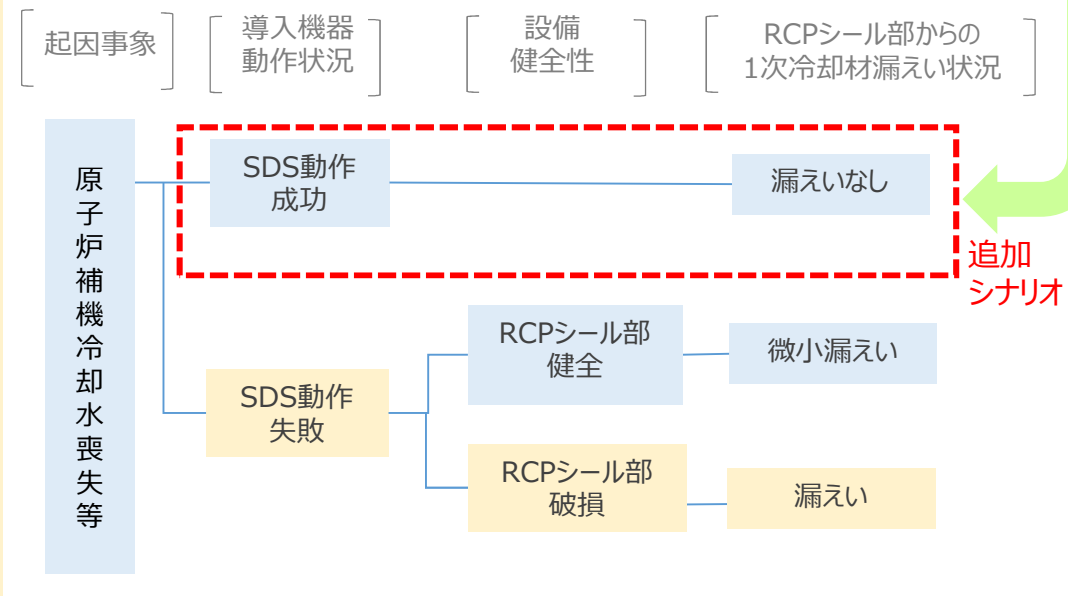 起因事象
導入機器
動作状況
設備
健全性
RCPシール部からの
1次冷却材漏えい状況
原子炉補機冷却水喪失等
SDS動作
成功
漏えいなし
追加
シナリオ
RCPシール部
健全
微小漏えい
SDS動作
失敗
RCPシール部
破損
漏えい